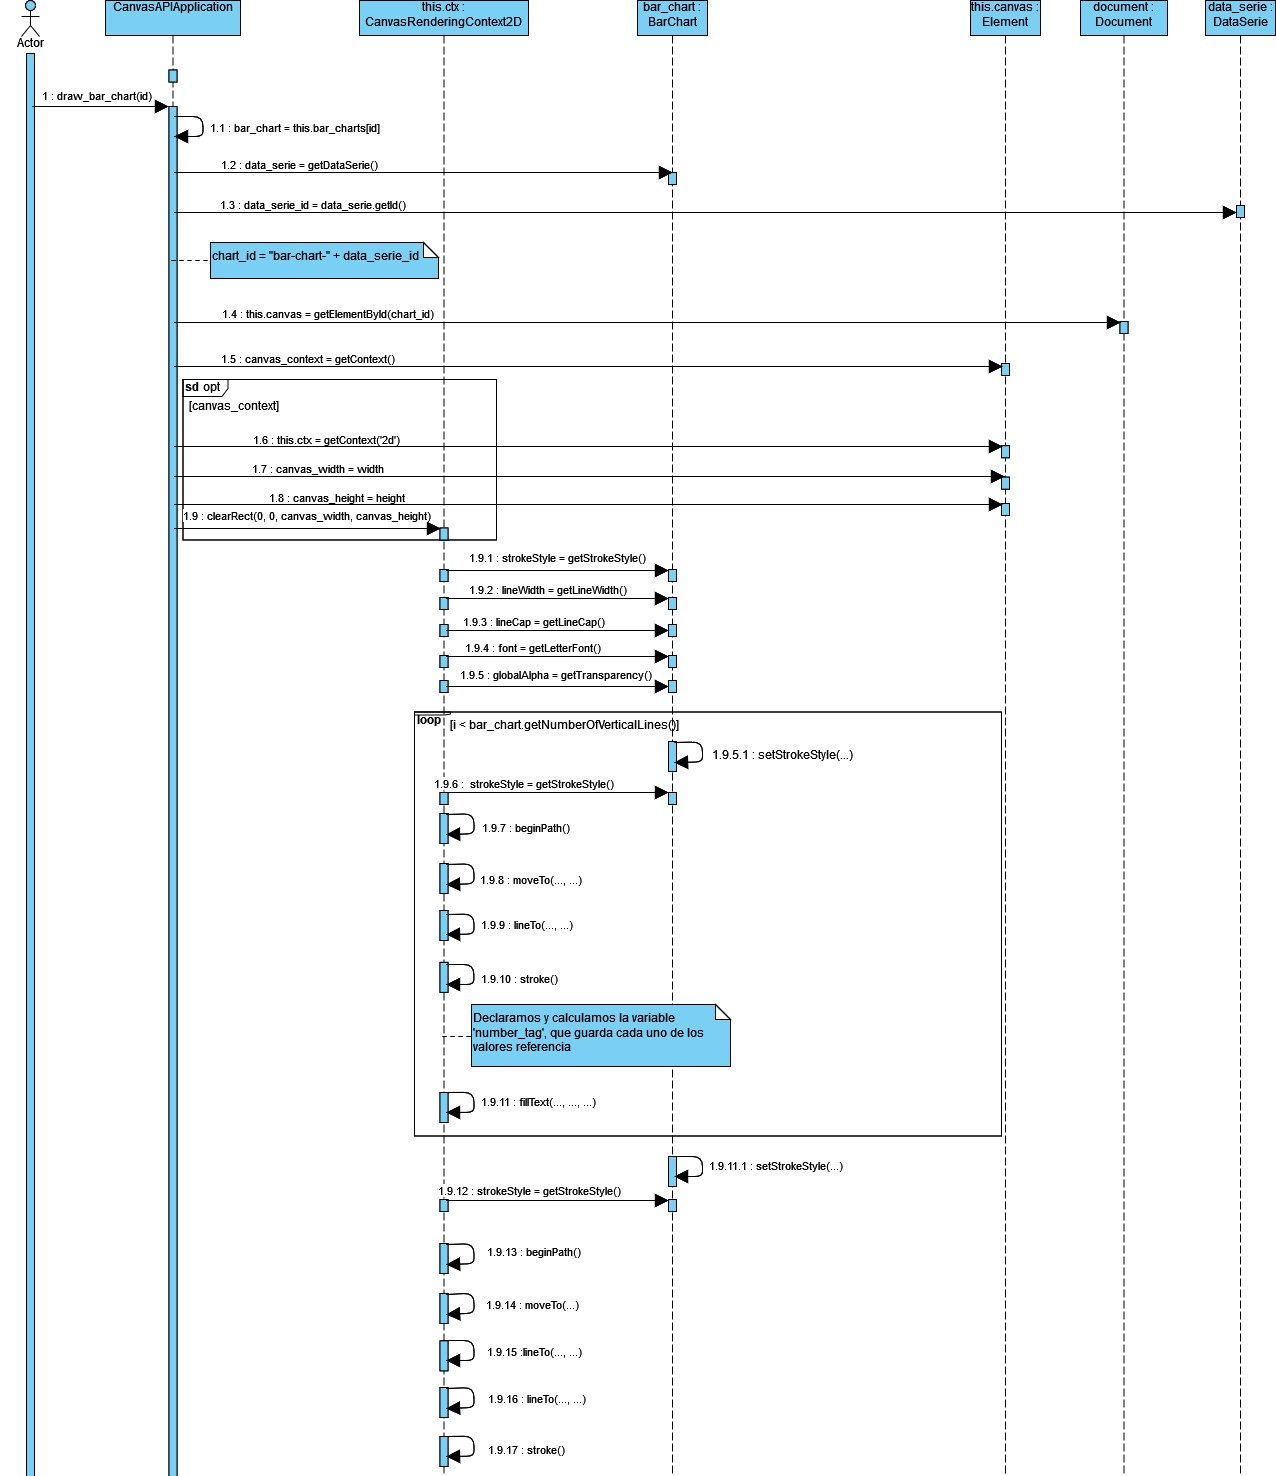 CanvasAPIApplication
this.ctx :
CanvasRenderingContext2D
bar_chart :
BarChart
this.canvas :
Element
document :
Document
data_serie :
DataSerie
Actor
1 : draw_bar_chart(id)
1.1 : bar_chart = this.bar_charts[id]
1.2 : data_serie = getDataSerie()
1.3 : data_serie_id = data_serie.getId()
chart_id = "bar-chart-" + data_serie_id
1.4 : this.canvas = getElementById(chart_id)
1.5 : canvas_context = getContext()
sd opt
[canvas_context]
1.6 : this.ctx = getContext('2d')
1.7 : canvas_width = width
1.8 : canvas_height = height
1.9 : clearRect(0, 0, canvas_width, canvas_height)
1.9.1 : strokeStyle = getStrokeStyle()
1.9.2 : lineWidth = getLineWidth()
1.9.3 : lineCap = getLineCap()
1.9.4 : font = getLetterFont()
1.9.5 : globalAlpha = getTransparency()
loop
[i < bar_chart.getNumberOfVerticalLines()]
1.9.5.1 : setStrokeStyle(...)
1.9.6 : strokeStyle = getStrokeStyle()
1.9.7 : beginPath()
1.9.8 : moveTo(..., ...)
1.9.9 : lineTo(..., ...)
1.9.10 : stroke()
Declaramos y calculamos la variable
'number_tag', que guarda cada uno de los
valores referencia
1.9.11 : fillText(..., ..., ...)
1.9.11.1 : setStrokeStyle(...)
1.9.12 : strokeStyle = getStrokeStyle()
1.9.13 : beginPath()
1.9.14 : moveTo(...)
1.9.15 :lineTo(..., ...)
1.9.16 : lineTo(..., ...)
1.9.17 : stroke()